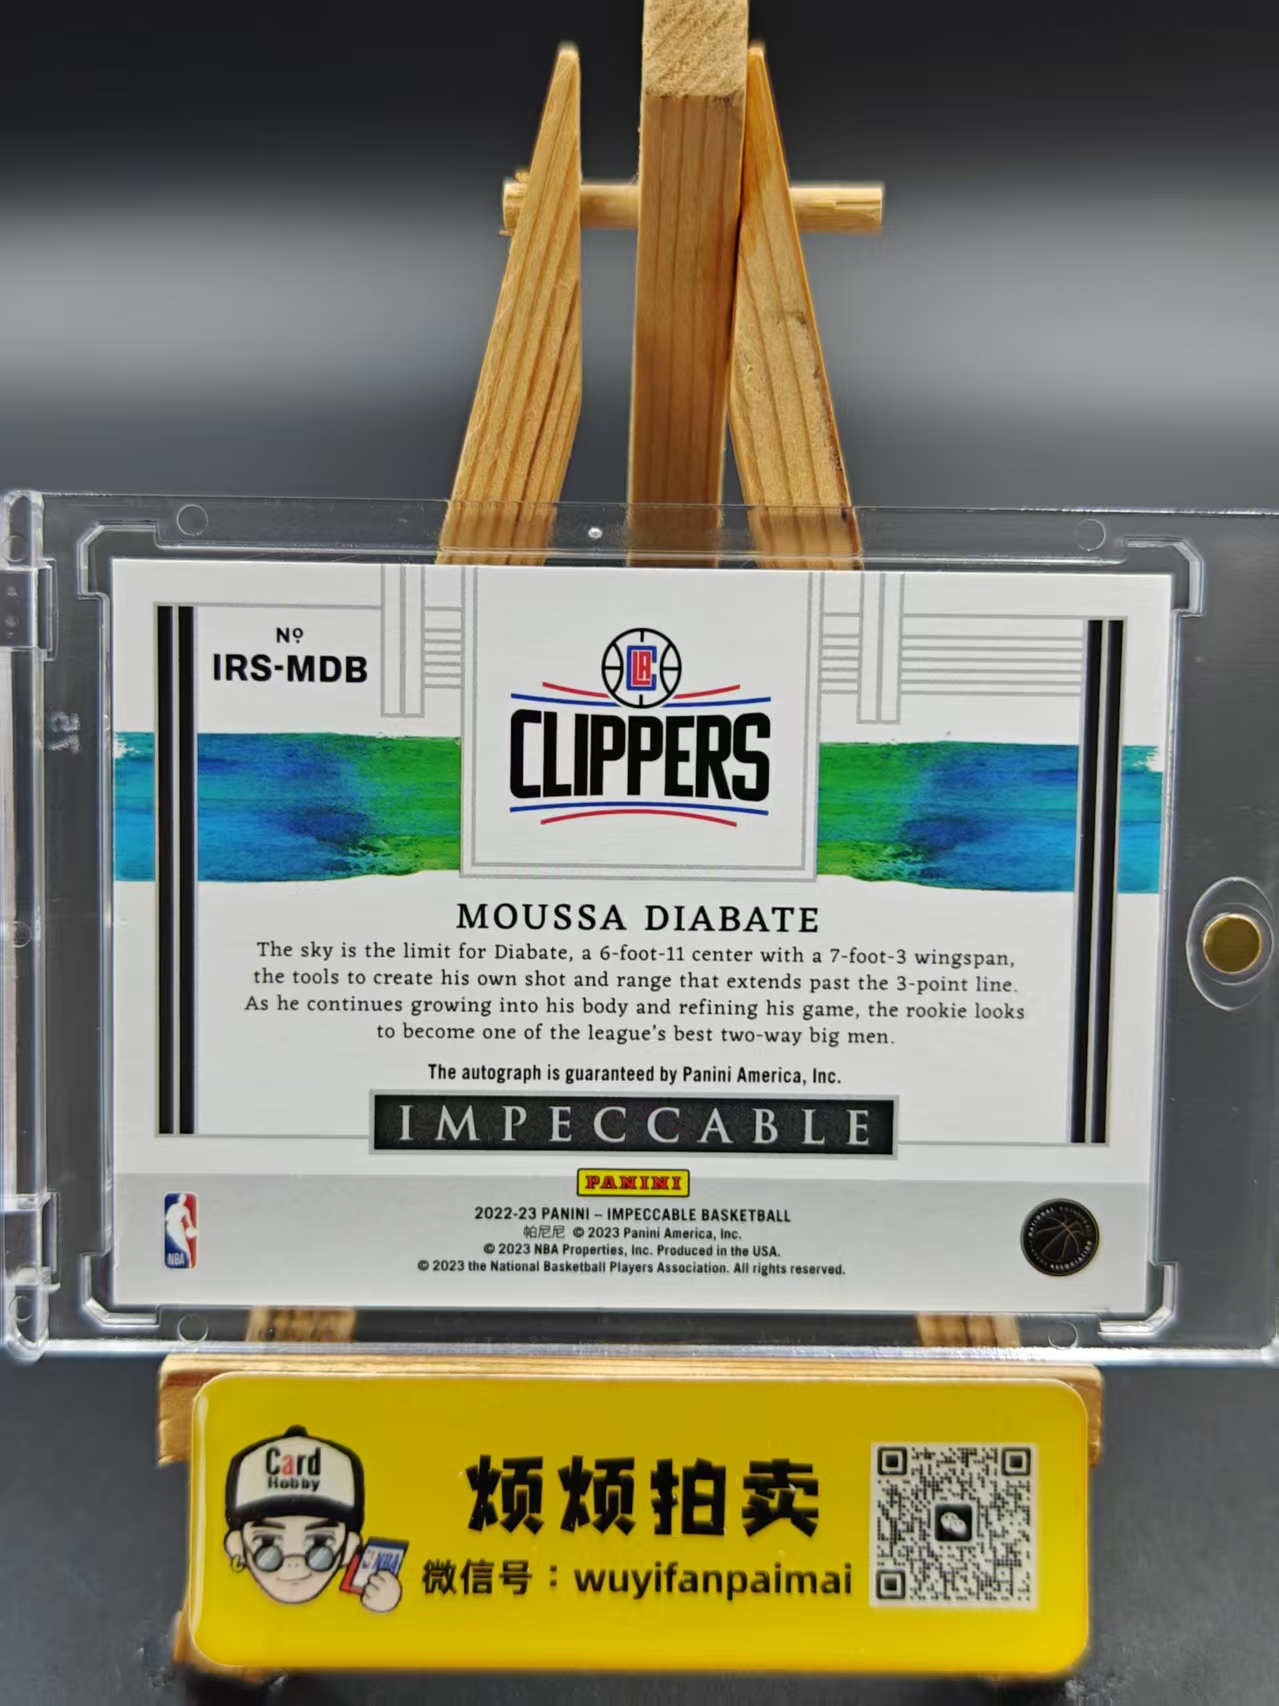 Nº
IRS-MDB
LA
CLIPPERS
MOUSSA DIABATE
The sky is the limit for Diabate, a 6-foot-11 center with a 7-foot-3 wingspan,
the tools to create his own shot and range that extends past the 3-point line.
As he continues growing into his body and refining his game, the rookie looks
to become one of the league's best two-way big men.
The autograph is guaranteed by Panini America, Inc.
IMPECCABLE
PANINI
2022-23 PANINI – IMPECCABLE BASKETBALL
帕尼尼 © 2023 Panini America, Inc.
© 2023 NBA Properties, Inc. Produced in the USA.
© 2023 the National Basketball Players Association. All rights reserved.
NBA
Card
Hobby
NBA
烦烦拍卖
微信号：wuyifanpaimai